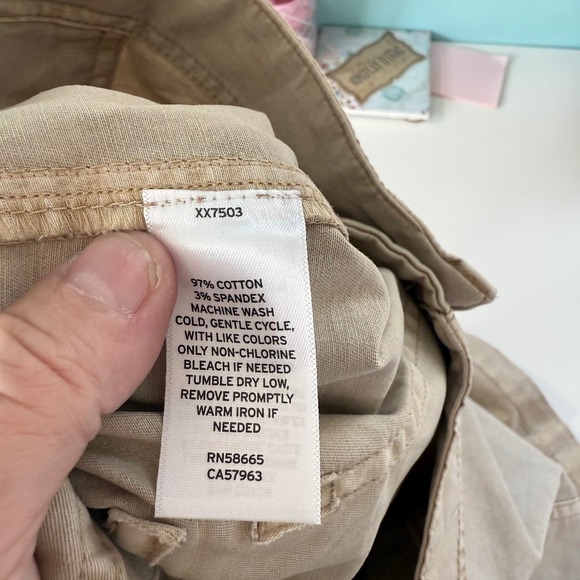 XX7503
97% COTTON
3% SPANDEX
MACHINE WASH
COLD, GENTLE CYCLE,
WITH LIKE COLORS
ONLY NON-CHLORINE
BLEACH IF NEEDED
TUMBLE DRY LOW,
REMOVE PROMPTLY
WARM IRON IF
NEEDED
RN58665
CA57963